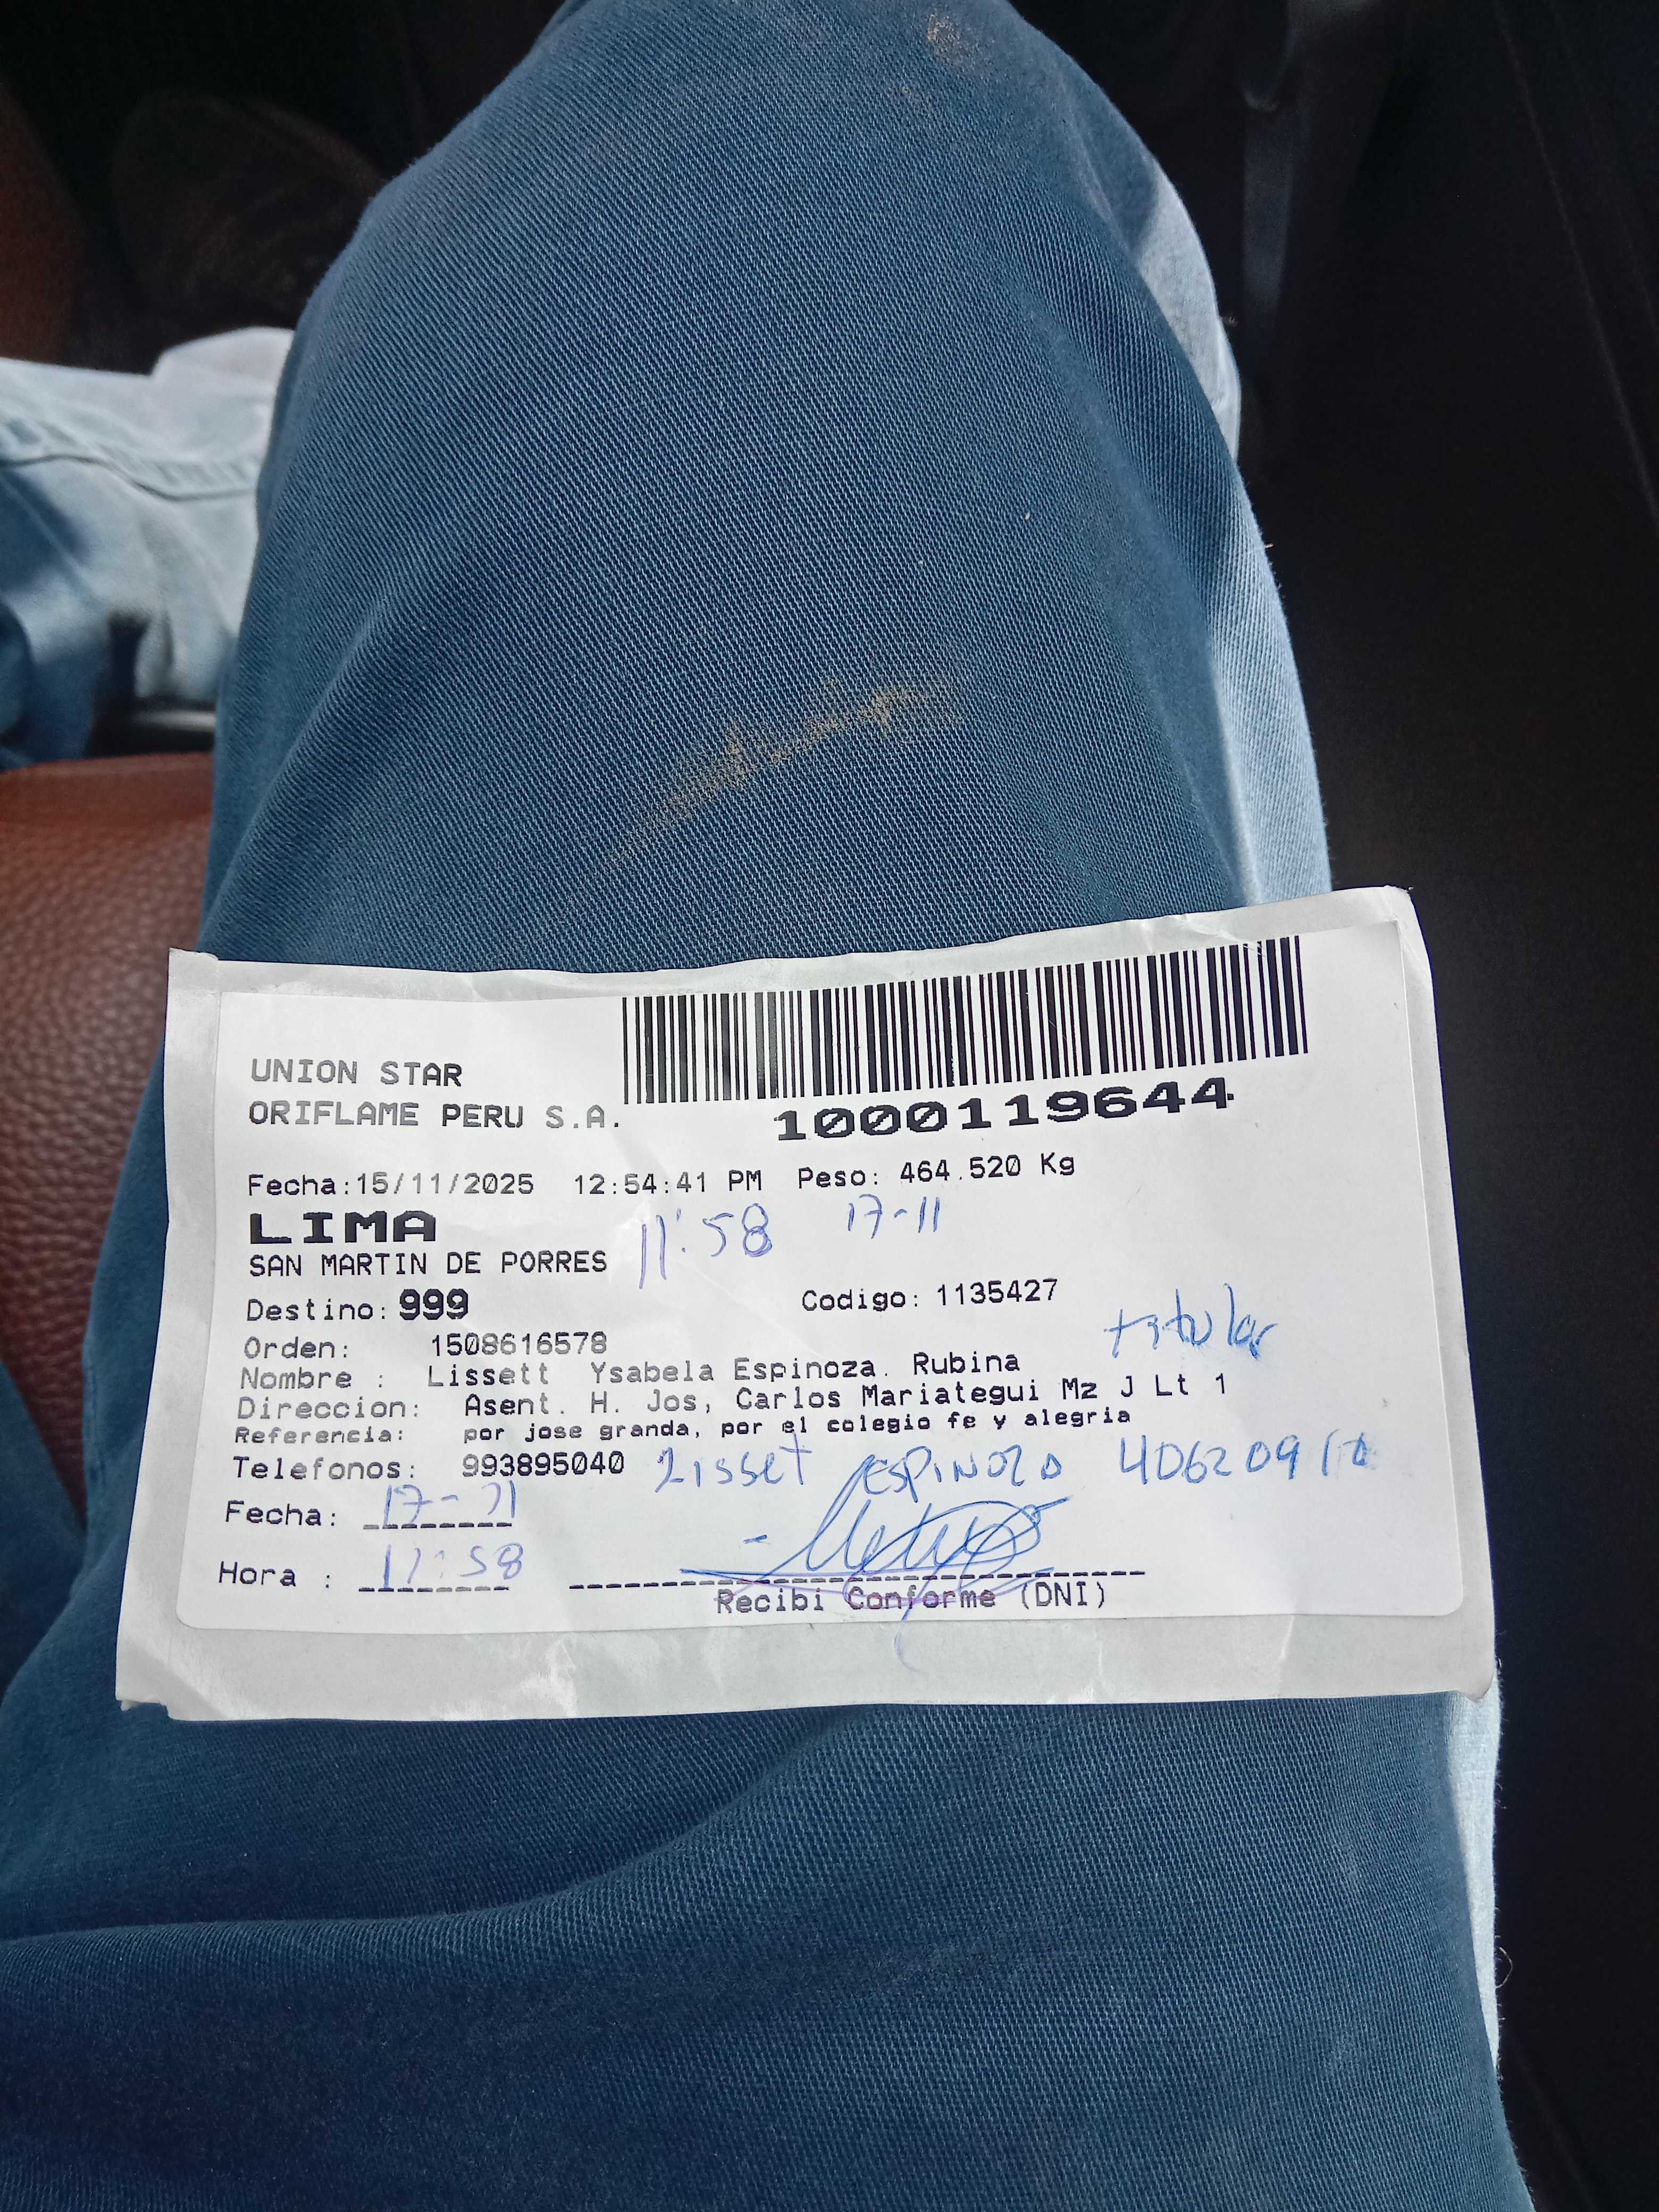 UNION STAR
ORIFLAME PERU S.A.
1000119644
Fecha:15/11/2025 12:54:41 PM Peso: 464.520 Kg
LIMA
11:58 17-11
SAN MARTIN DE PORRES
Destino: 999 Codigo: 1135427
titular
Orden: 1508616578
Nombre : Lissett Ysabela Espinoza. Rubina
Direccion: Asent. H. Jos, Carlos Mariategui Mz J Lt 1
Referencia: por jose granda, por el colegio fe y alegria
Telefonos: 993895040 Lisset ESPINOZA
Fecha: 17-11
Hora : 11:58
Recibi Conforme (DNI)